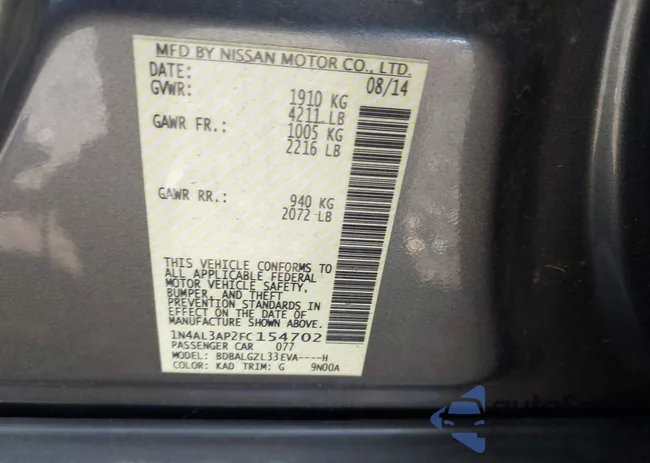 MFD BY NISSAN MOTOR CO., LTD.
DATE: 08/14
GVWR: 1910 KG
4211 LB
GAWR FR.: 1005 KG
2216 LB
GAWR RR.: 940 KG
2072 LB
THIS VEHICLE CONFORMS TO
ALL APPLICABLE FEDERAL
MOTOR VEHICLE SAFETY,
BUMPER, AND THEFT
PREVENTION STANDARDS IN
EFFECT ON THE DATE OF
MANUFACTURE SHOWN ABOVE.
1N4AL3AP2FC154702
PASSENGER CAR 077
MODEL: BDBALGZL33EVA----H
COLOR: KAD TRIM: G 9N00A